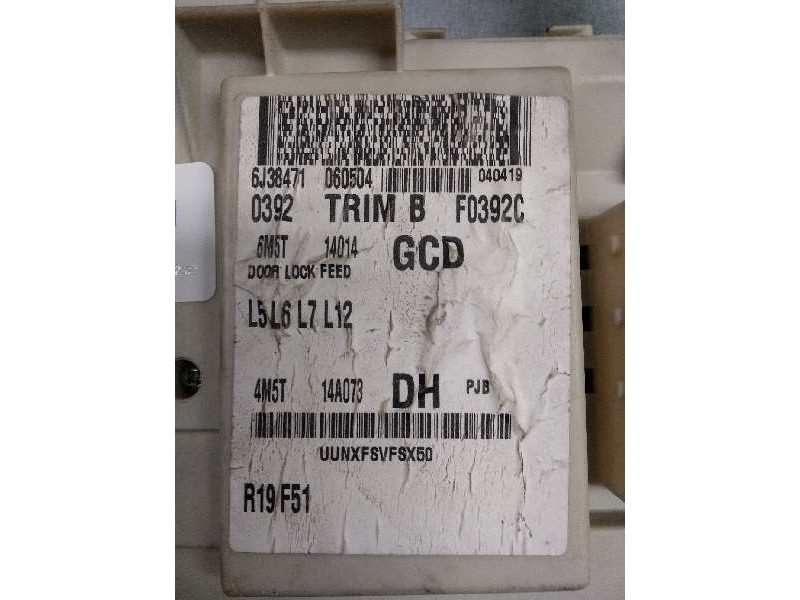 6J38471 060504 040419
0392 TRIM B F0392C
6M5T 14014 GCD
DOOR LOCK FEED
L5 L6 L7 L12
4M5T 14A073 DH PJB
UUNXFSVFSX50
R19/F51